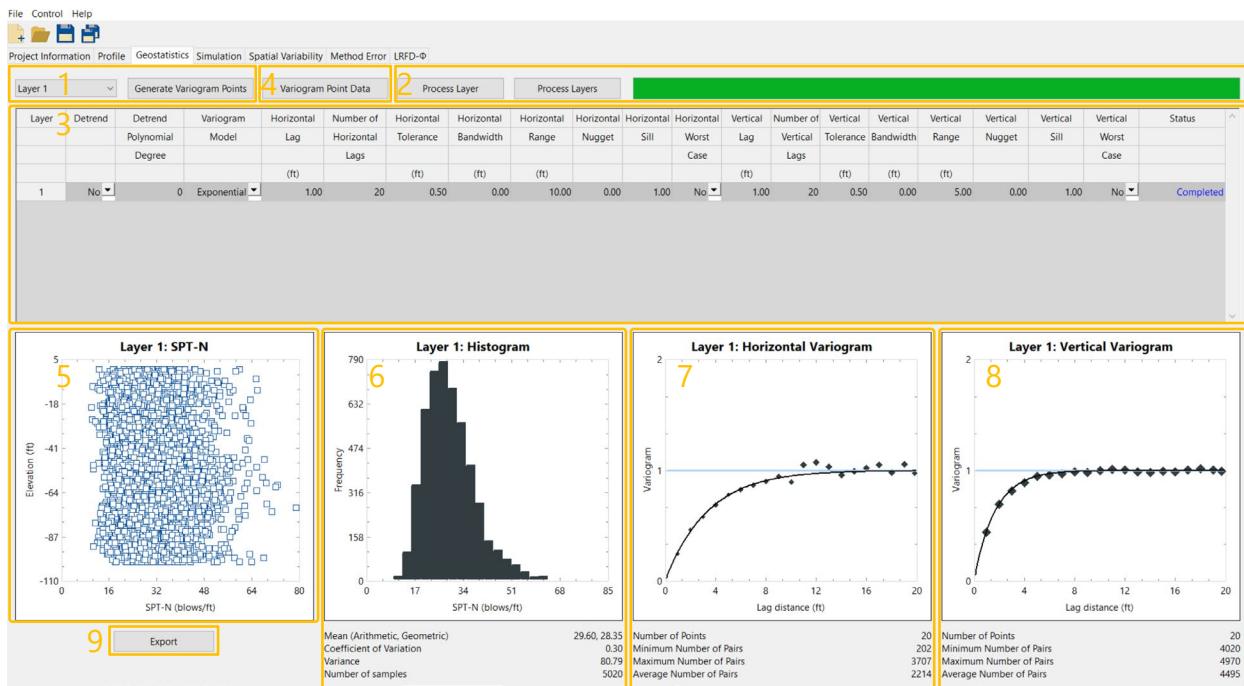 File Control Help
Project Information Profile Geostatistics Simulation Spatial Variability Method Error LRFD-Φ
Layer 1 1 Generate Variogram Points 4 Variogram Point Data 2 Process Layer Process Layers
3
Layer Detrend Detrend Variogram Horizontal Number of Horizontal Horizontal Horizontal Horizontal Horizontal Horizontal Vertical Number of Vertical Vertical Vertical Vertical Vertical Vertical Status
Polynomial Model Lag Horizontal Tolerance Bandwidth Range Nugget Sill Worst Lag Vertical Tolerance Bandwidth Range Nugget Sill Worst
Degree Lags Case Lags Case
(ft) (ft) (ft) (ft) (ft) (ft) (ft) (ft)
1 No 0 Exponential 1.00 20 0.50 0.00 10.00 0.00 1.00 No 1.00 20 0.50 0.00 5.00 0.00 1.00 No Completed
5
Layer 1: SPT-N
5
-18
-41
-64
-87
-110
Elevation (ft)
0 16 32 48 64 80
SPT-N (blows/ft)
9 Export
6
Layer 1: Histogram
790
632
474
316
158
0
Frequency
0 17 34 51 68 85
SPT-N (blows/ft)
Mean (Arithmetic, Geometric) 29.60, 28.35
Coefficient of Variation 0.30
Variance 80.79
Number of samples 5020
7
Layer 1: Horizontal Variogram
2
1
0
Variogram
0 4 8 12 16 20
Lag distance (ft)
Number of Points 20
Minimum Number of Pairs 202
Maximum Number of Pairs 3707
Average Number of Pairs 2214
8
Layer 1: Vertical Variogram
2
1
0
Variogram
0 4 8 12 16 20
Lag distance (ft)
Number of Points 20
Minimum Number of Pairs 4020
Maximum Number of Pairs 4970
Average Number of Pairs 4495